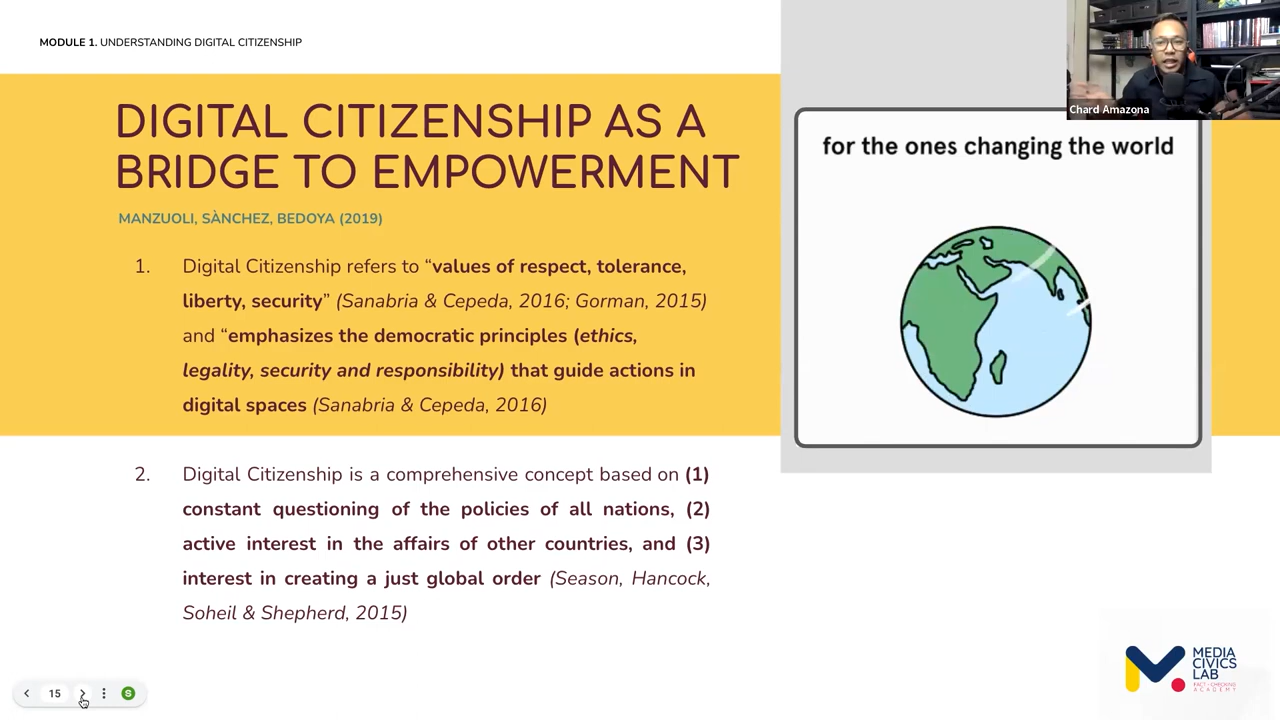 MODULE 1. UNDERSTANDING DIGITAL CITIZENSHIP
DIGITAL CITIZENSHIP AS A
BRIDGE TO EMPOWERMENT
MANZUOLI, SÀNCHEZ, BEDOYA (2019)
1. Digital Citizenship refers to “values of respect, tolerance,
liberty, security” (Sanabria & Cepeda, 2016; Gorman, 2015)
and “emphasizes the democratic principles (ethics,
legality, security and responsibility) that guide actions in
digital spaces (Sanabria & Cepeda, 2016)
2. Digital Citizenship is a comprehensive concept based on (1)
constant questioning of the policies of all nations, (2)
active interest in the affairs of other countries, and (3)
interest in creating a just global order (Season, Hancock,
Soheil & Shepherd, 2015)
Chard Amazona
for the ones changing the world
15
S
MEDIA
CIVICS
LAB
FACT-CHECKING
ACADEMY